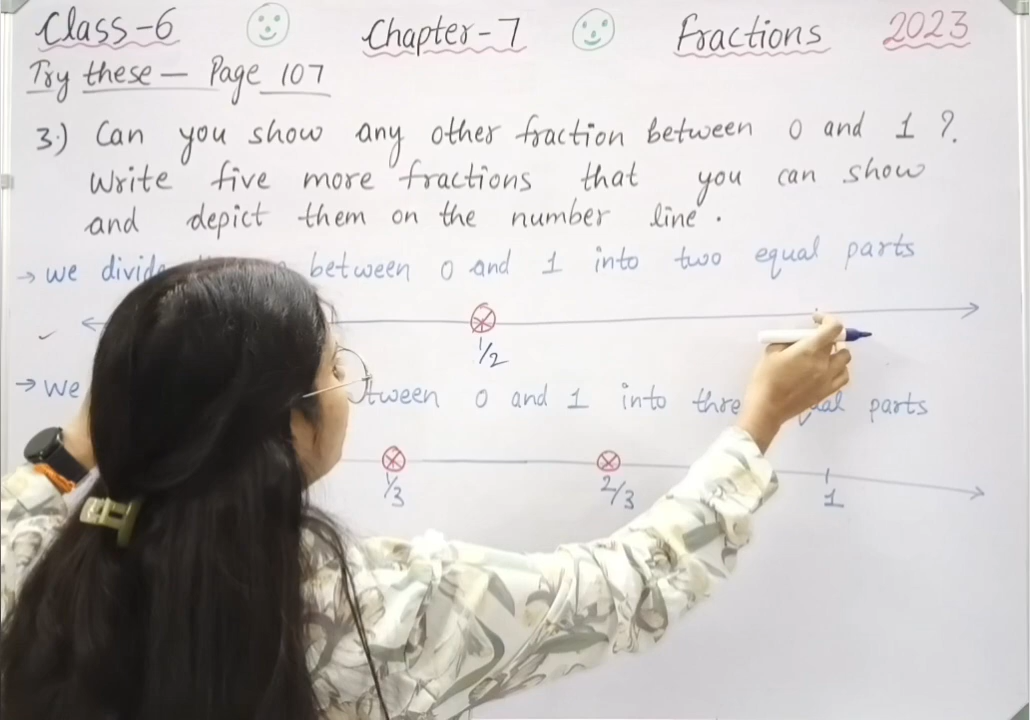 Class-6 Chapter-7 Fractions 2023
Try these — Page 107
3.) Can you show any other fraction between 0 and 1 ?
Write five more fractions that you can show
and depict them on the number line.
→ we divide between 0 and 1 into two equal parts
1/2
→ we 0 and 1 into parts
1/3 2/3 1